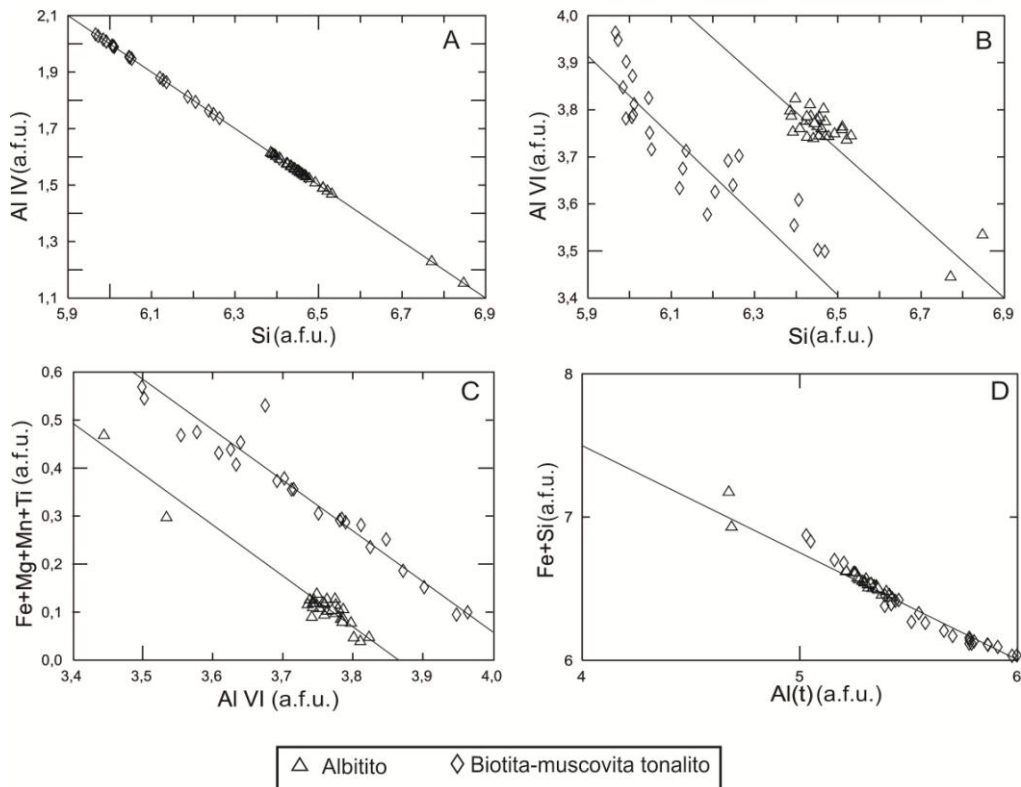 A
Al IV (a.f.u.)
2,1
1,9
1,7
1,5
1,3
1,1
5,9 6,1 6,3 6,5 6,7 6,9
Si (a.f.u.)
B
Al VI (a.f.u.)
4,0
3,9
3,8
3,7
3,6
3,5
3,4
5,9 6,1 6,3 6,5 6,7 6,9
Si (a.f.u.)
C
Fe+Mg+Mn+Ti (a.f.u.)
0,6
0,5
0,4
0,3
0,2
0,1
0,0
3,4 3,5 3,6 3,7 3,8 3,9 4,0
Al VI (a.f.u.)
D
Fe+Si (a.f.u.)
8
7
6
4 5 6
Al(t) (a.f.u.)
Albitito Biotita-muscovita tonalito